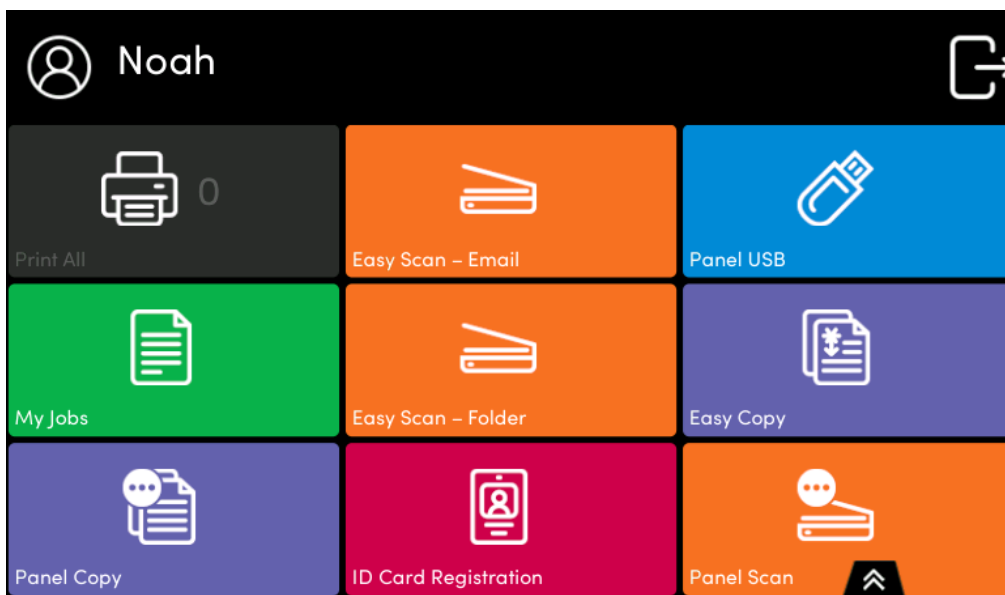 Noah
0
Print All
Easy Scan – Email
Panel USB
My Jobs
Easy Scan – Folder
Easy Copy
Panel Copy
ID Card Registration
Panel Scan